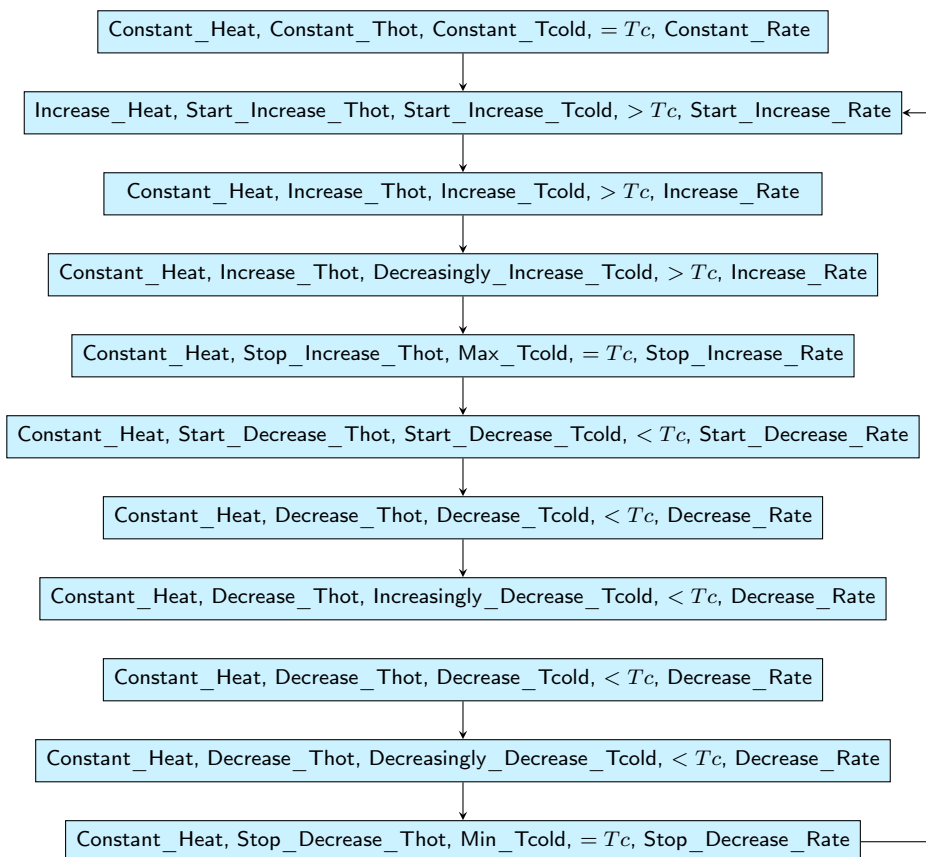 Constant_Heat, Constant_Thot, Constant_Tcold, = Tc, Constant_Rate
Increase_Heat, Start_Increase_Thot, Start_Increase_Tcold, > Tc, Start_Increase_Rate
Constant_Heat, Increase_Thot, Increase_Tcold, > Tc, Increase_Rate
Constant_Heat, Increase_Thot, Decreasingly_Increase_Tcold, > Tc, Increase_Rate
Constant_Heat, Stop_Increase_Thot, Max_Tcold, = Tc, Stop_Increase_Rate
Constant_Heat, Start_Decrease_Thot, Start_Decrease_Tcold, < Tc, Start_Decrease_Rate
Constant_Heat, Decrease_Thot, Decrease_Tcold, < Tc, Decrease_Rate
Constant_Heat, Decrease_Thot, Increasingly_Decrease_Tcold, < Tc, Decrease_Rate
Constant_Heat, Decrease_Thot, Decrease_Tcold, < Tc, Decrease_Rate
Constant_Heat, Decrease_Thot, Decreasingly_Decrease_Tcold, < Tc, Decrease_Rate
Constant_Heat, Stop_Decrease_Thot, Min_Tcold, = Tc, Stop_Decrease_Rate